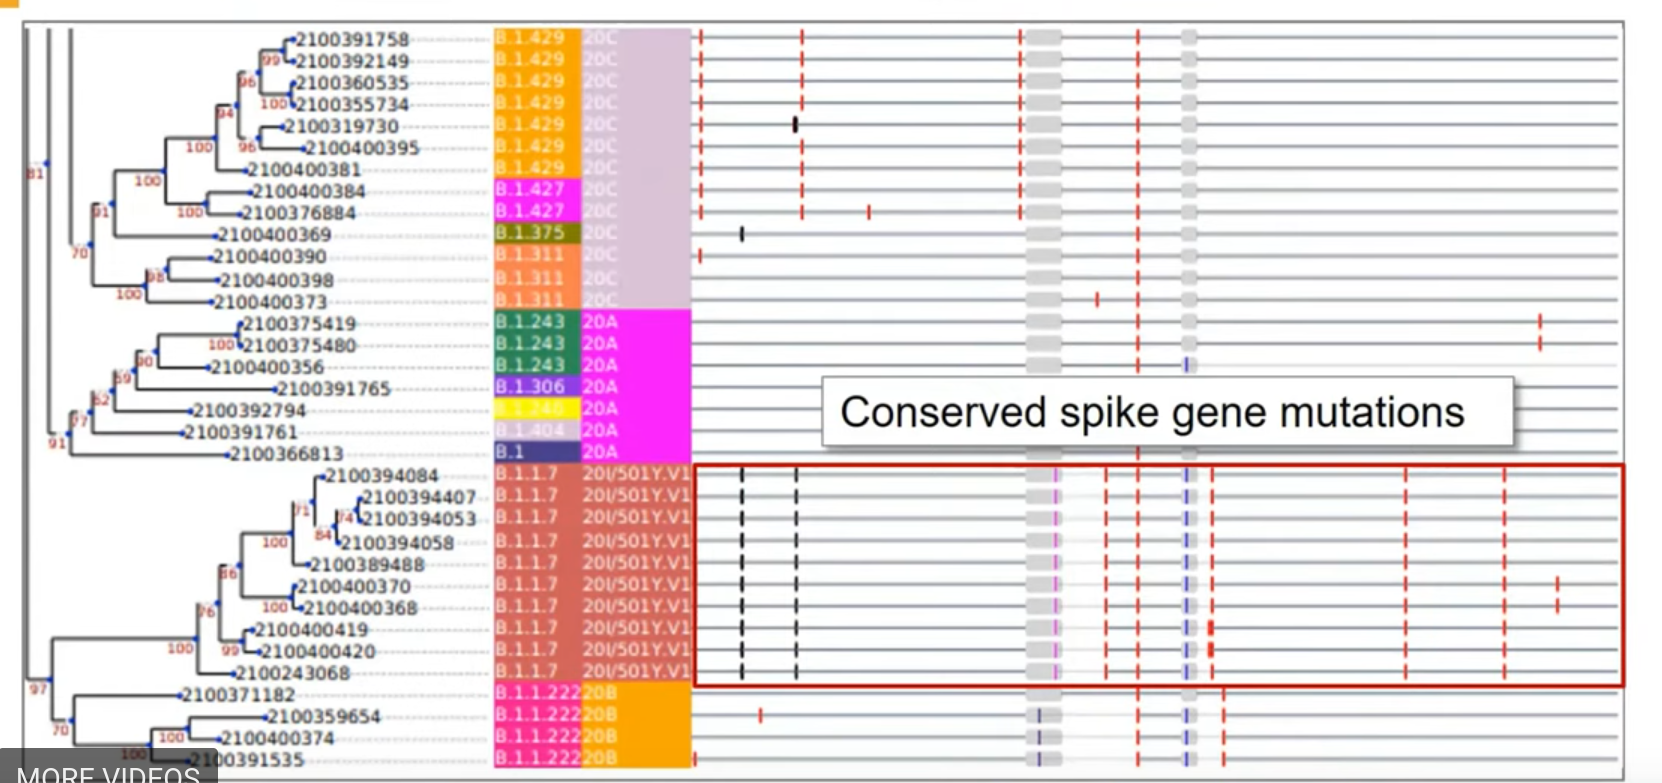 2100391758 B.1.429 20C
99 2100392149 B.1.429 20C
96 2100360535 B.1.429 20C
100 2100355734 B.1.429 20C
94 2100319730 B.1.429 20C
100 96 2100400395 B.1.429 20C
81 2100400381 B.1.429 20C
100 2100400384 B.1.427 20C
91 100 2100376884 B.1.427 20C
2100400369 B.1.375 20C
70 2100400390 B.1.311 20C
98 2100400398 B.1.311 20C
100 2100400373 B.1.311 20C
2100375419 B.1.243 20A
100 2100375480 B.1.243 20A
90 2100400356 B.1.243 20A
59 2100391765 B.1.306 20A
62 2100392794 20A
77 2100391761 B.1.404 20A
91 2100366813 B.1 20A
Conserved spike gene mutations
2100394084 B.1.1.7 20I/501Y.V1
2100394407 B.1.1.7 20I/501Y.V1
71 74 2100394053 B.1.1.7 20I/501Y.V1
100 84 2100394058 B.1.1.7 20I/501Y.V1
86 2100389488 B.1.1.7 20I/501Y.V1
2100400370 B.1.1.7 20I/501Y.V1
76 100 2100400368 B.1.1.7 20I/501Y.V1
2100400419 B.1.1.7 20I/501Y.V1
100 99 2100400420 B.1.1.7 20I/501Y.V1
2100243068 B.1.1.7 20I/501Y.V1
97 2100371182 B.1.1.222 20B
2100359654 B.1.1.222 20B
70 100 2100400374 B.1.1.222 20B
100 2100391535 B.1.1.222 20B
MORE VIDEOS